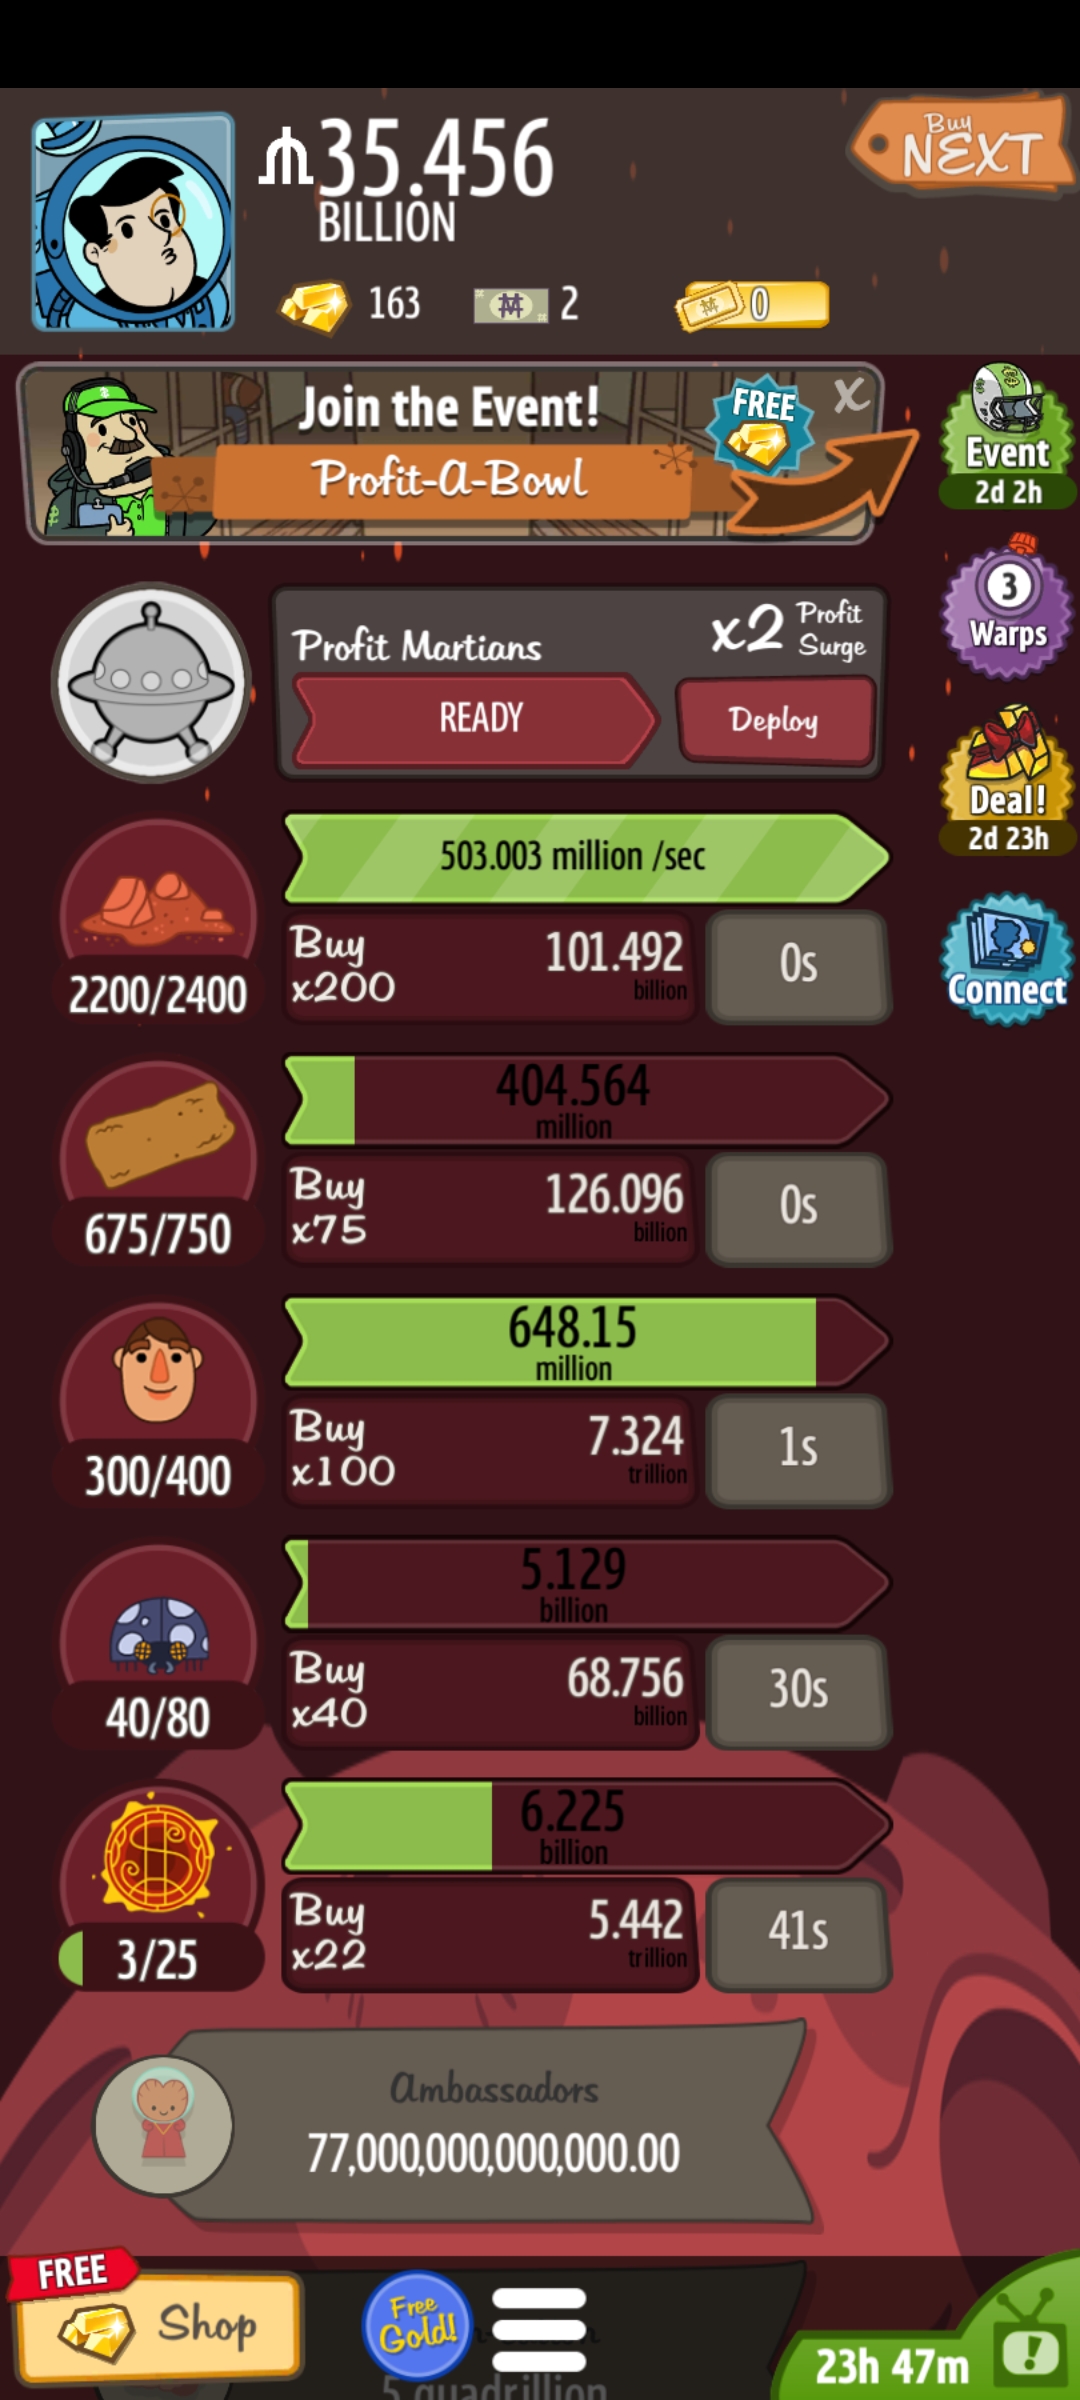 35.456
BILLION
Buy
NEXT
163
2
0
Join the Event!
FREE
X
Profit-A-Bowl
Event
2d 2h
3
Warps
Profit Martians
x2 Profit
Surge
READY
Deploy
Deal!
2d 23h
503.003 million /sec
Buy
x200
101.492
billion
0s
2200/2400
Connect
404.564
million
Buy
x75
126.096
billion
0s
675/750
648.15
million
Buy
x100
7.324
trillion
1s
300/400
5.129
billion
Buy
x40
68.756
billion
30s
40/80
6.225
billion
Buy
x22
5.442
trillion
41s
3/25
Ambassadors
77,000,000,000,000.00
FREE
Shop
Free
Gold!
23h 47m
5 quadrillion